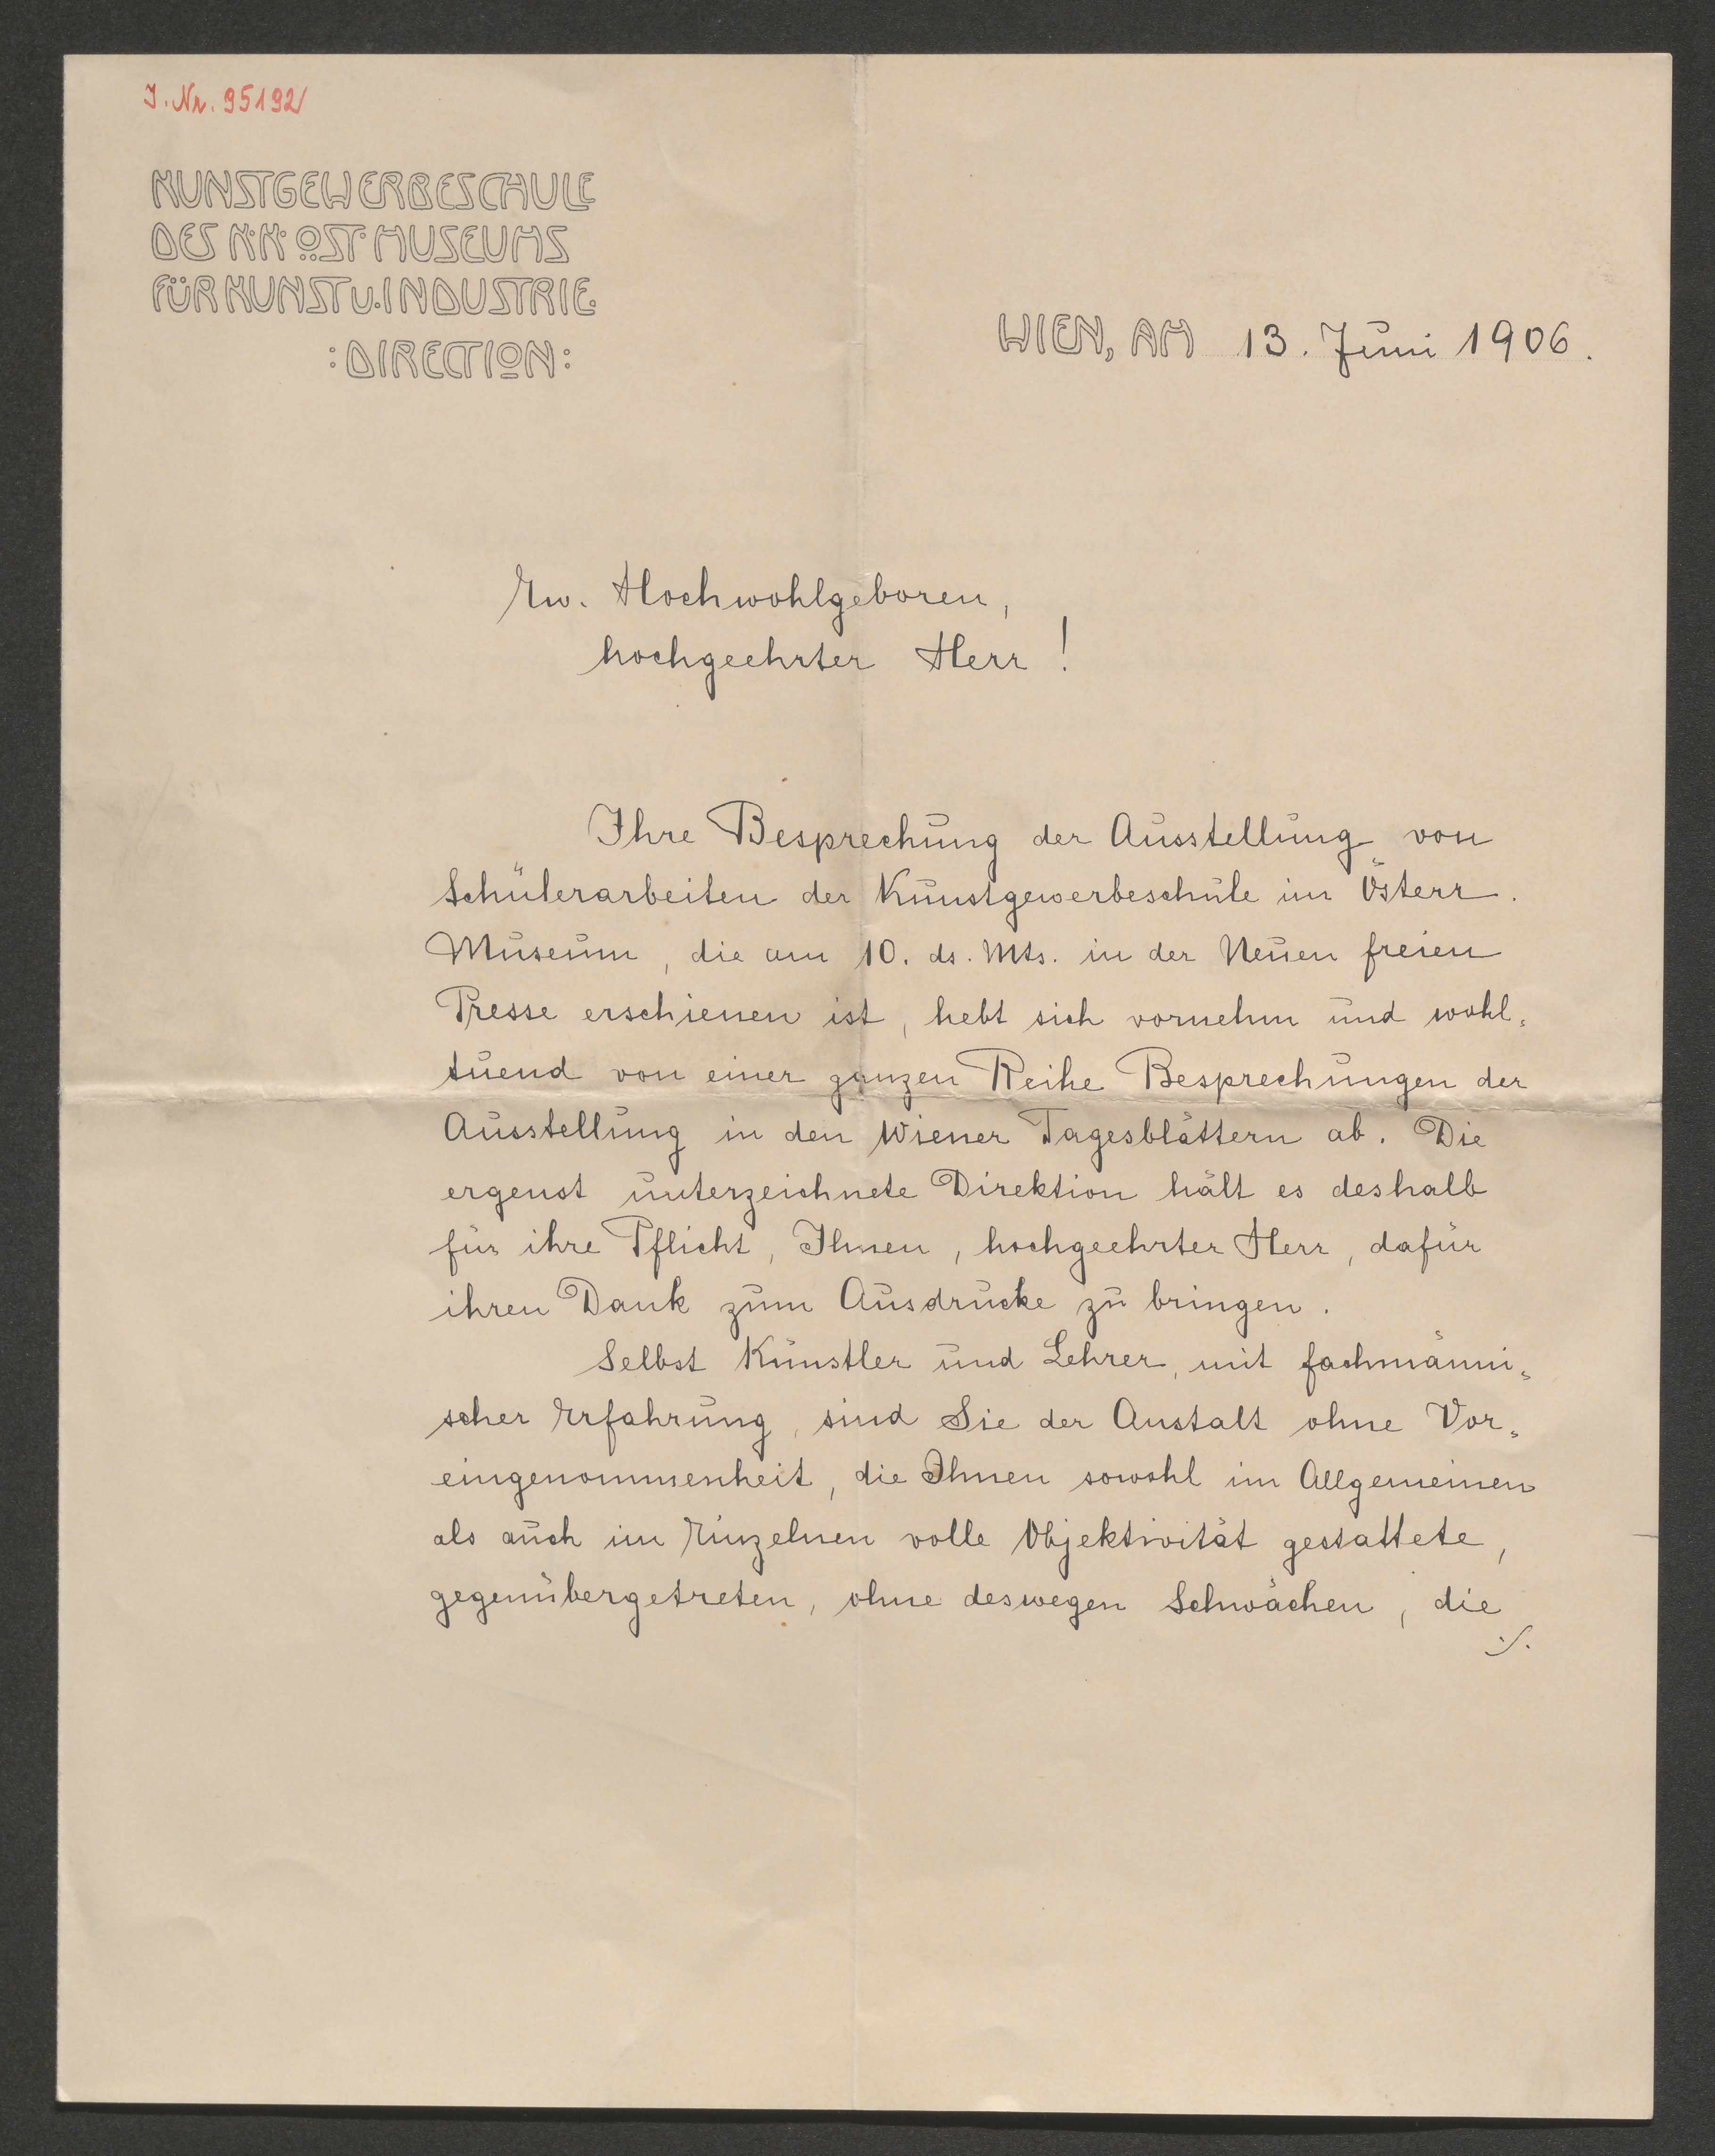 J. Nr. 95192/
KUNSTGEWERBESCHULE
DES K. K. ÖST. MUSEUMS
FÜR KUNST U. INDUSTRIE
: DIRECTION :
WIEN, AM 13. Juni 1906.
Ew. Hochwohlgeboren,
hochgeehrter Herr !
Ihre Besprechung der Ausstellung von
Schülerarbeiten der Kunstgewerbeschule im Österr.
Museum, die am 10. ds. Mts. in der Neuen freien
Presse erschienen ist, hebt sich vornehm und wohl-
tuend von einer ganzen Reihe Besprechungen der
Ausstellung in den Wiener Tagesblättern ab. Die
ergenst unterzeichnete Direktion hält es deshalb
für ihre Pflicht, Ihnen, hochgeehrter Herr, dafür
ihren Dank zum Ausdrucke zu bringen.
Selbst Künstler und Lehrer, mit fachmänni-
scher Erfahrung, sind Sie der Anstalt ohne Vor-
eingenommenheit, die Ihnen sowohl im Allgemeinen
als auch im Einzelnen volle Objektivität gestattete,
gegenübergetreten, ohne deswegen Schwächen, die
./.